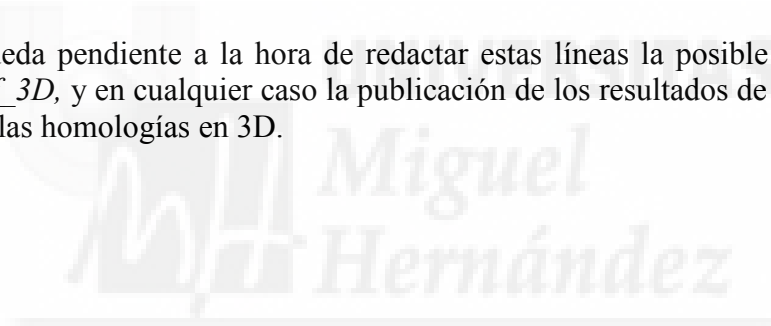 eda pendiente a la hora de redactar estas líneas la posible
_3D, y en cualquier caso la publicación de los resultados de
las homologías en 3D.
Miguel
Hernández